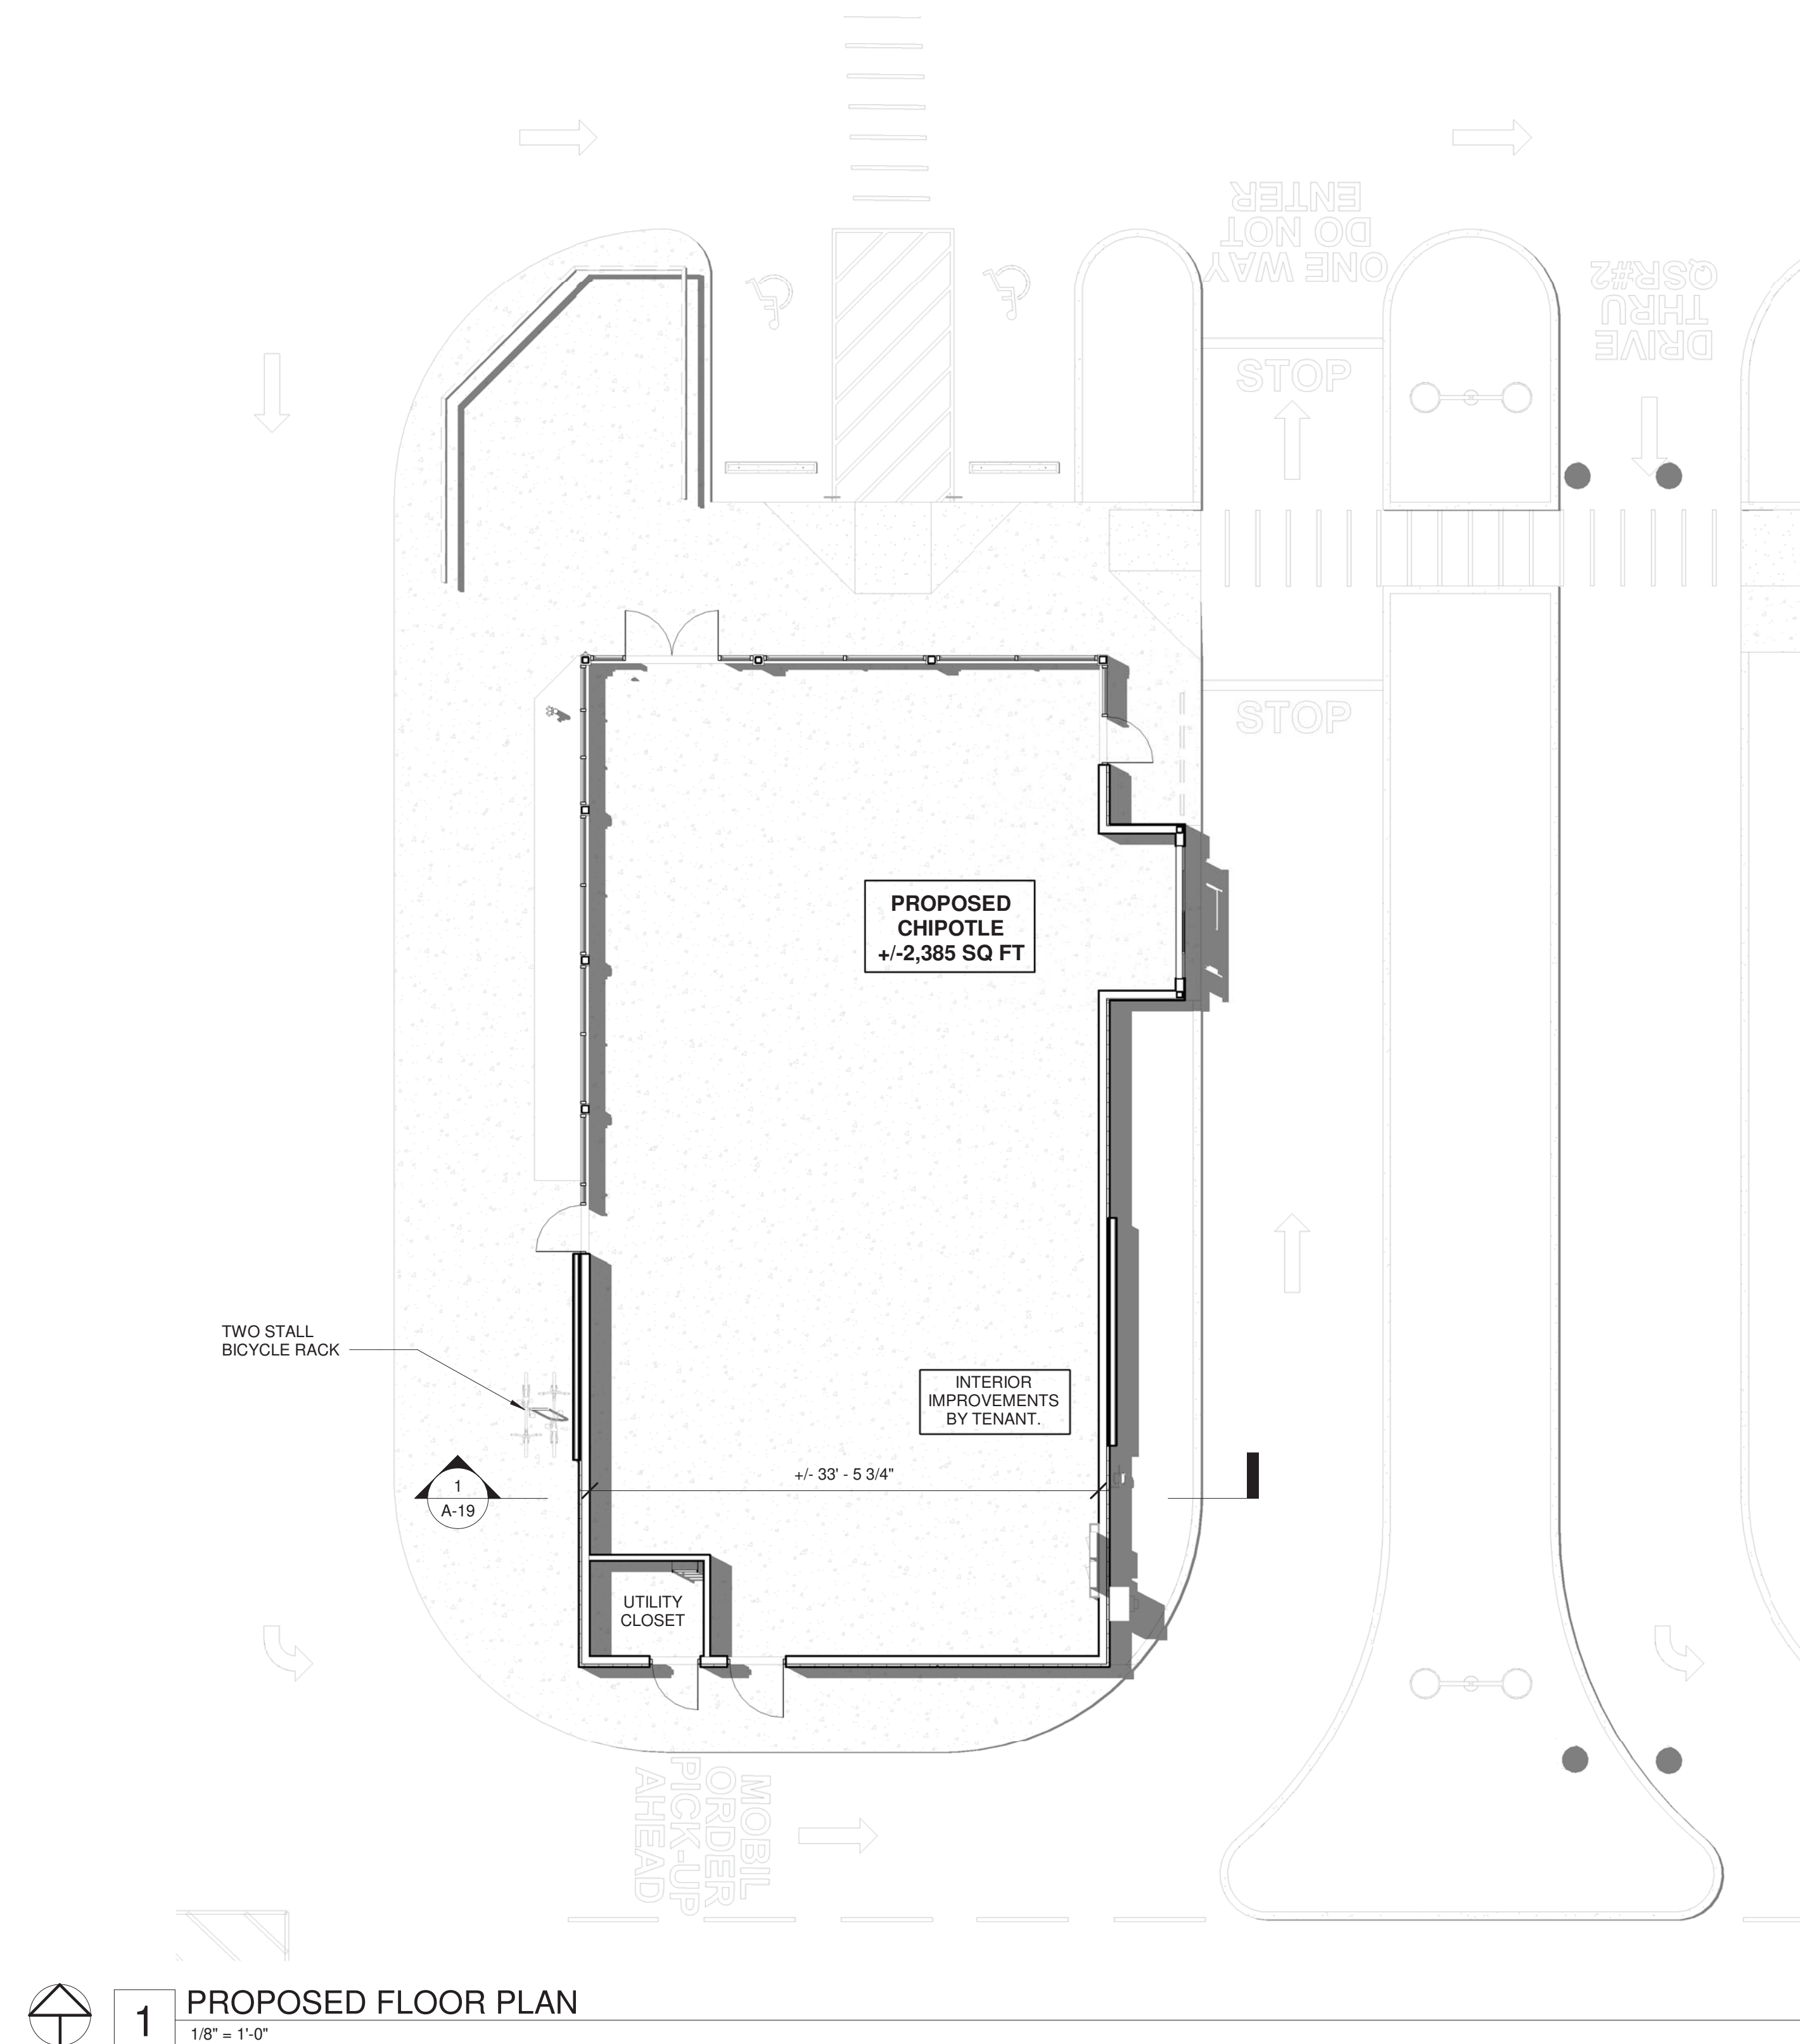 ONE WAY
DO NOT
ENTER
DRIVE
THRU
QSR#2
STOP
STOP
PROPOSED
CHIPOTLE
+/-2,385 SQ FT
TWO STALL
BICYCLE RACK
INTERIOR
IMPROVEMENTS
BY TENANT.
+/- 33' - 5 3/4"
1
A-19
UTILITY
CLOSET
MOBIL
ORDER
PICK-UP
AHEAD
1
PROPOSED FLOOR PLAN
1/8" = 1'-0"